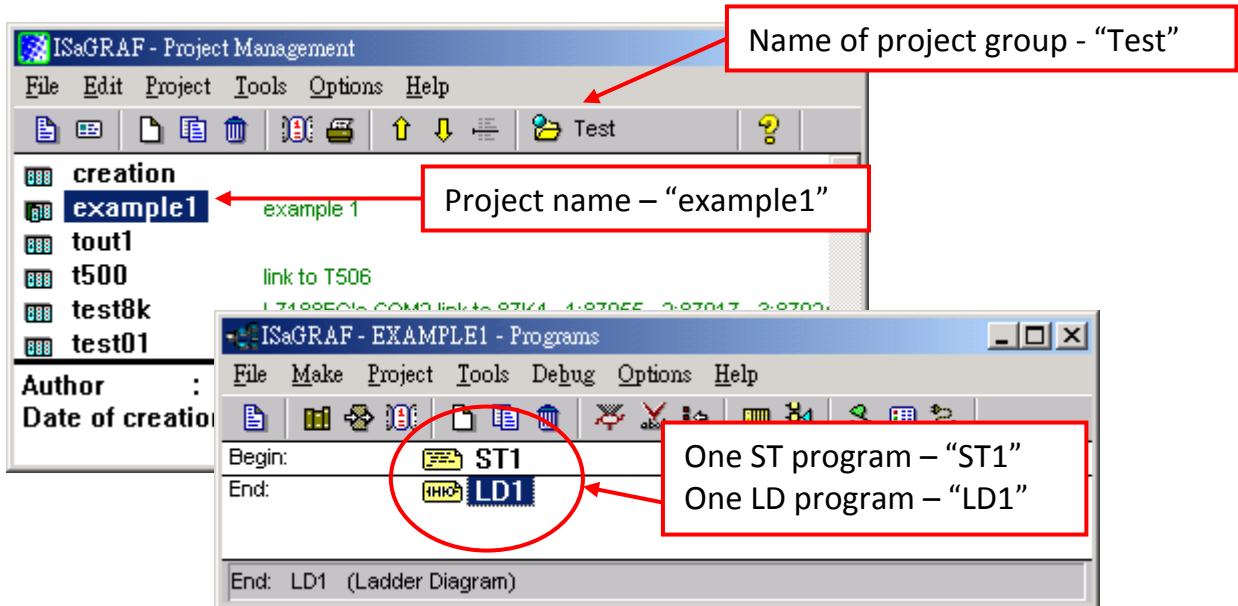 ISaGRAF - Project Management
Name of project group - “Test”
File Edit Project Tools Options Help
Test
creation
Project name – “example1”
example1 example 1
tout1
t500 link to T506
test8k
test01
ISaGRAF - EXAMPLE1 - Programs
Author :
File Make Project Tools Debug Options Help
Date of creation
Begin: ST1
One ST program – “ST1”
End: LD1
One LD program – “LD1”
End: LD1 (Ladder Diagram)